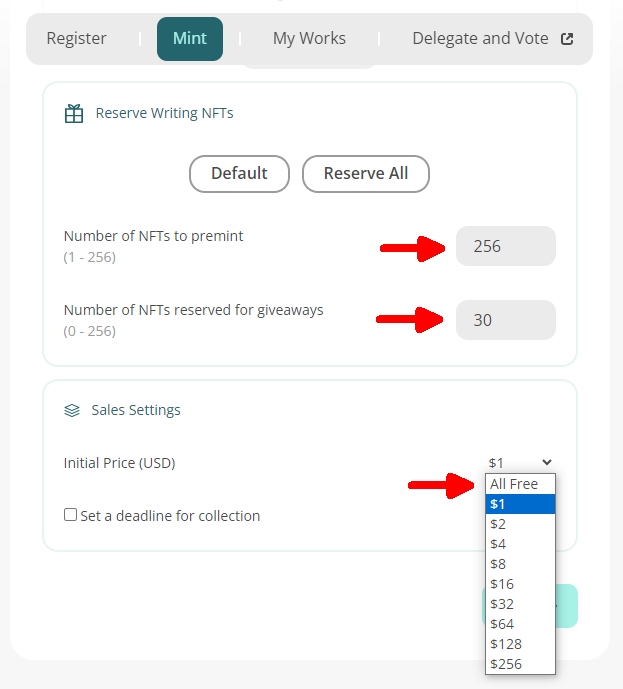 Register
Mint
My Works
Delegate and Vote
Reserve Writing NFTs
Default
Reserve All
Number of NFTs to premint
(1 - 256)
256
Number of NFTs reserved for giveaways
(0 - 256)
30
Sales Settings
Initial Price (USD)
$1
All Free
$1
Set a deadline for collection
$2
$4
$8
$16
$32
$64
$128
$256